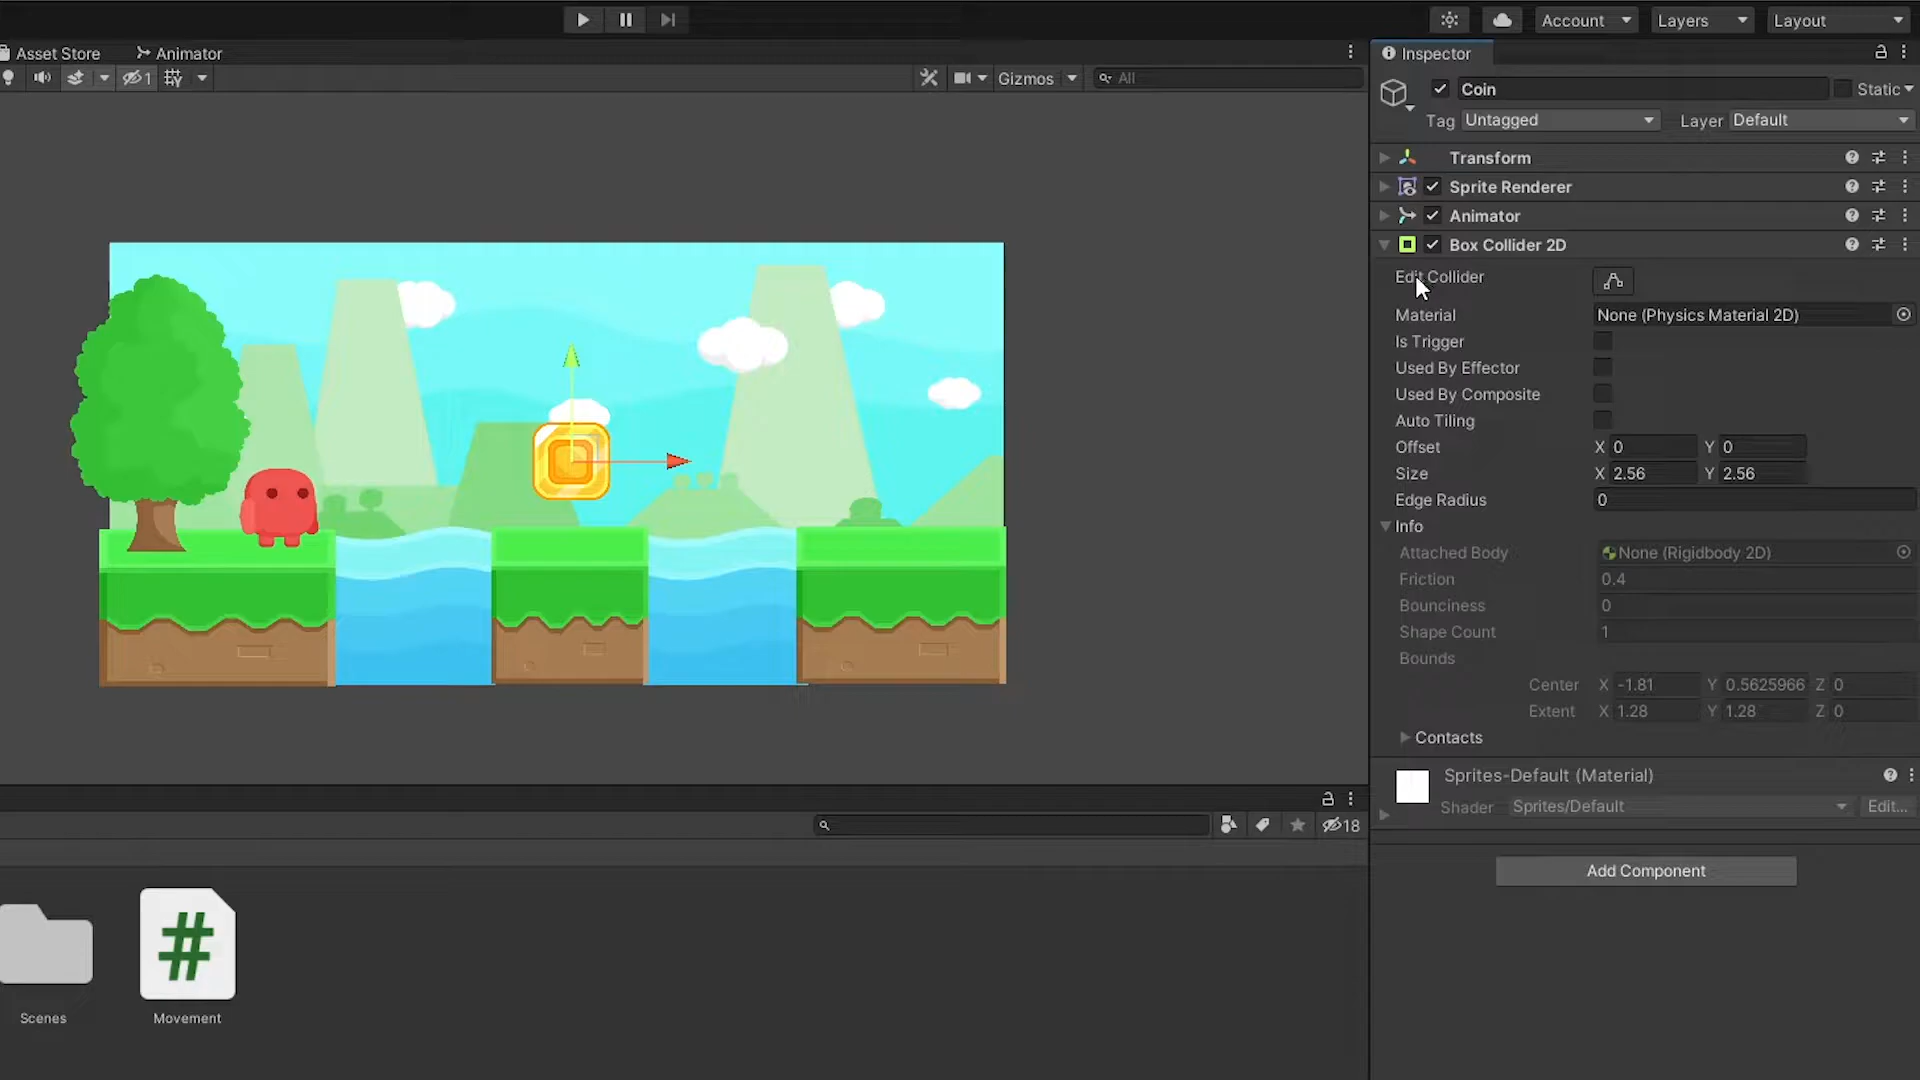 Account
Layers
Layout
Asset Store
Animator
Inspector
1
Gizmos
All
Coin
Static
Tag Untagged
Layer Default
Transform
Sprite Renderer
Animator
Box Collider 2D
Edit Collider
Material None (Physics Material 2D)
Is Trigger
Used By Effector
Used By Composite
Auto Tiling
Offset X 0 Y 0
Size X 2.56 Y 2.56
Edge Radius 0
Info
Attached Body None (Rigidbody 2D)
Friction 0.4
Bounciness 0
Shape Count 1
Bounds
Center X -1.81 Y 0.5625966 Z 0
Extent X 1.28 Y 1.28 Z 0
Contacts
Sprites-Default (Material)
Shader Sprites/Default Edit...
18
Add Component
#
Scenes
Movement